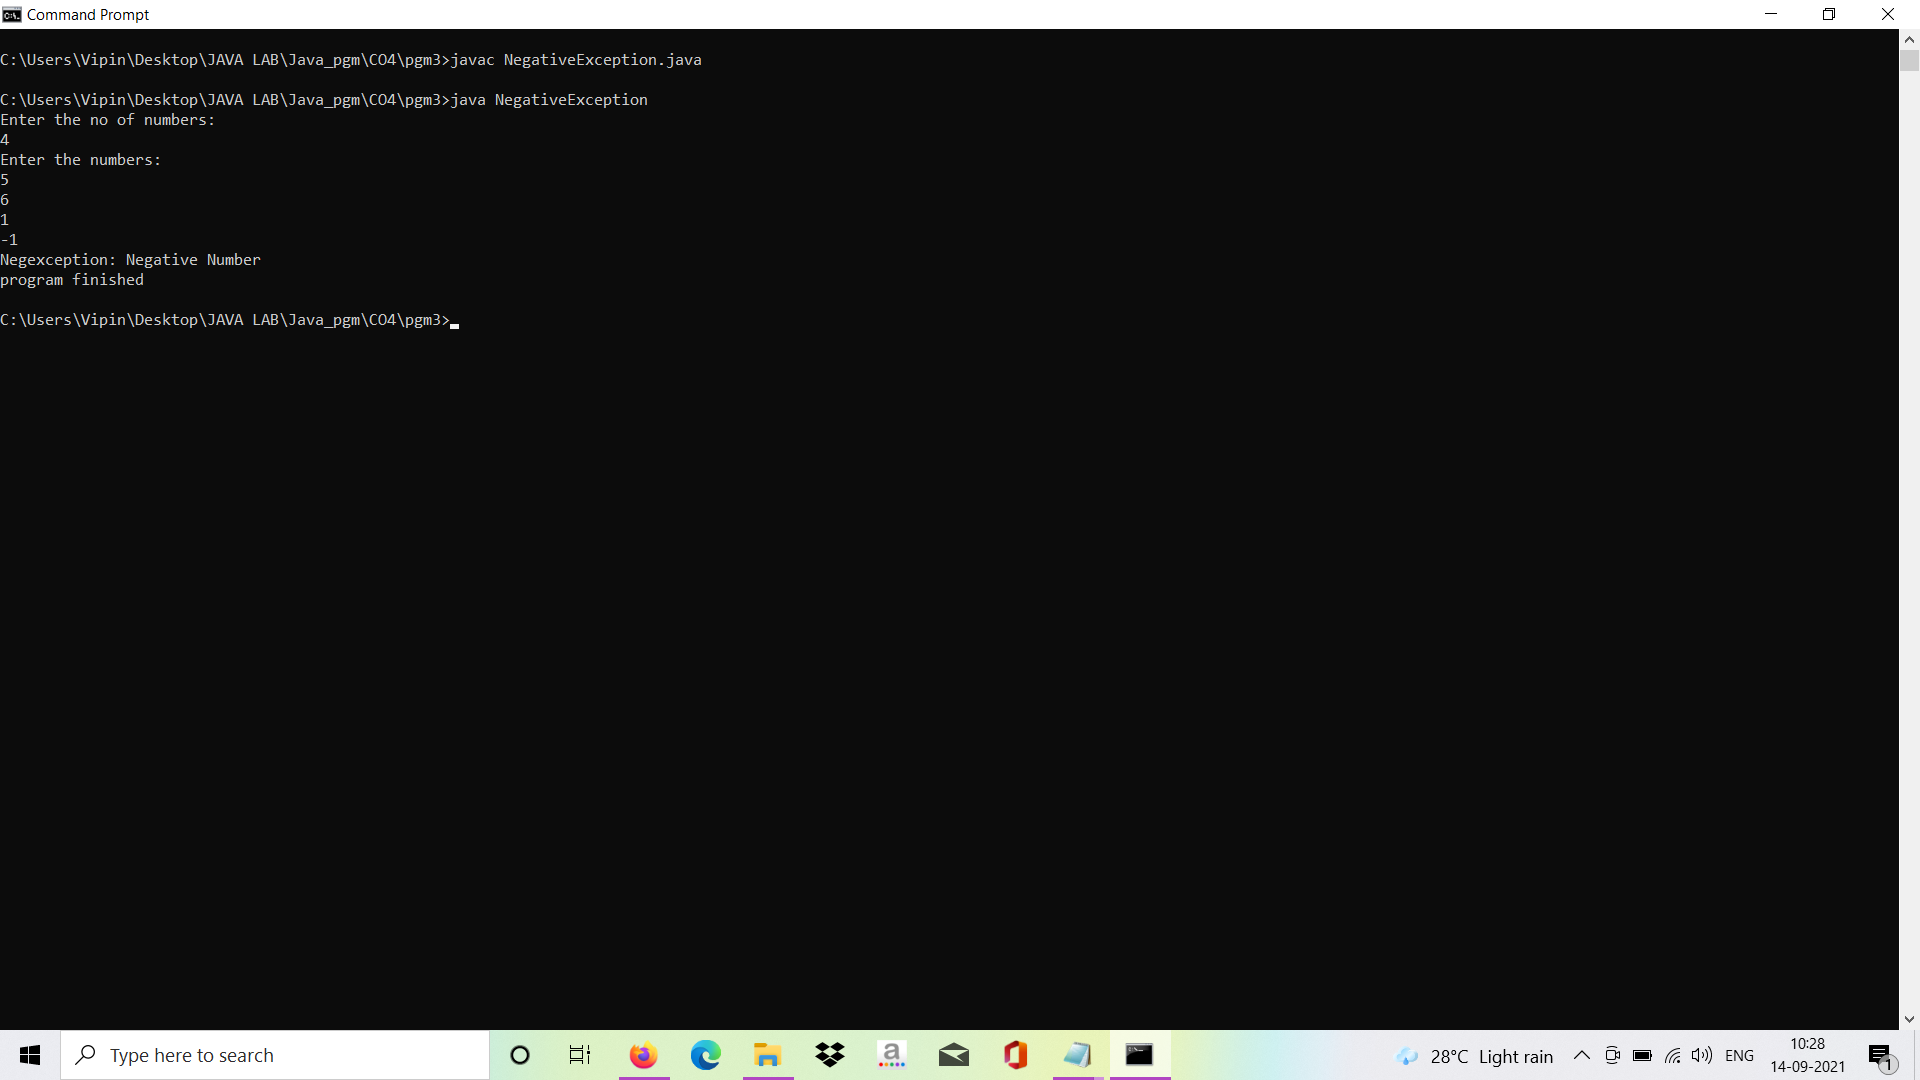 Command Prompt
C:\Users\Vipin\Desktop\JAVA LAB\Java_pgm\CO4\pgm3>javac NegativeException.java
C:\Users\Vipin\Desktop\JAVA LAB\Java_pgm\CO4\pgm3>java NegativeException
Enter the no of numbers:
4
Enter the numbers:
5
6
1
-1
Negexception: Negative Number
program finished
C:\Users\Vipin\Desktop\JAVA LAB\Java_pgm\CO4\pgm3>
Type here to search
a
28°C Light rain
ENG
10:28
14-09-2021
1